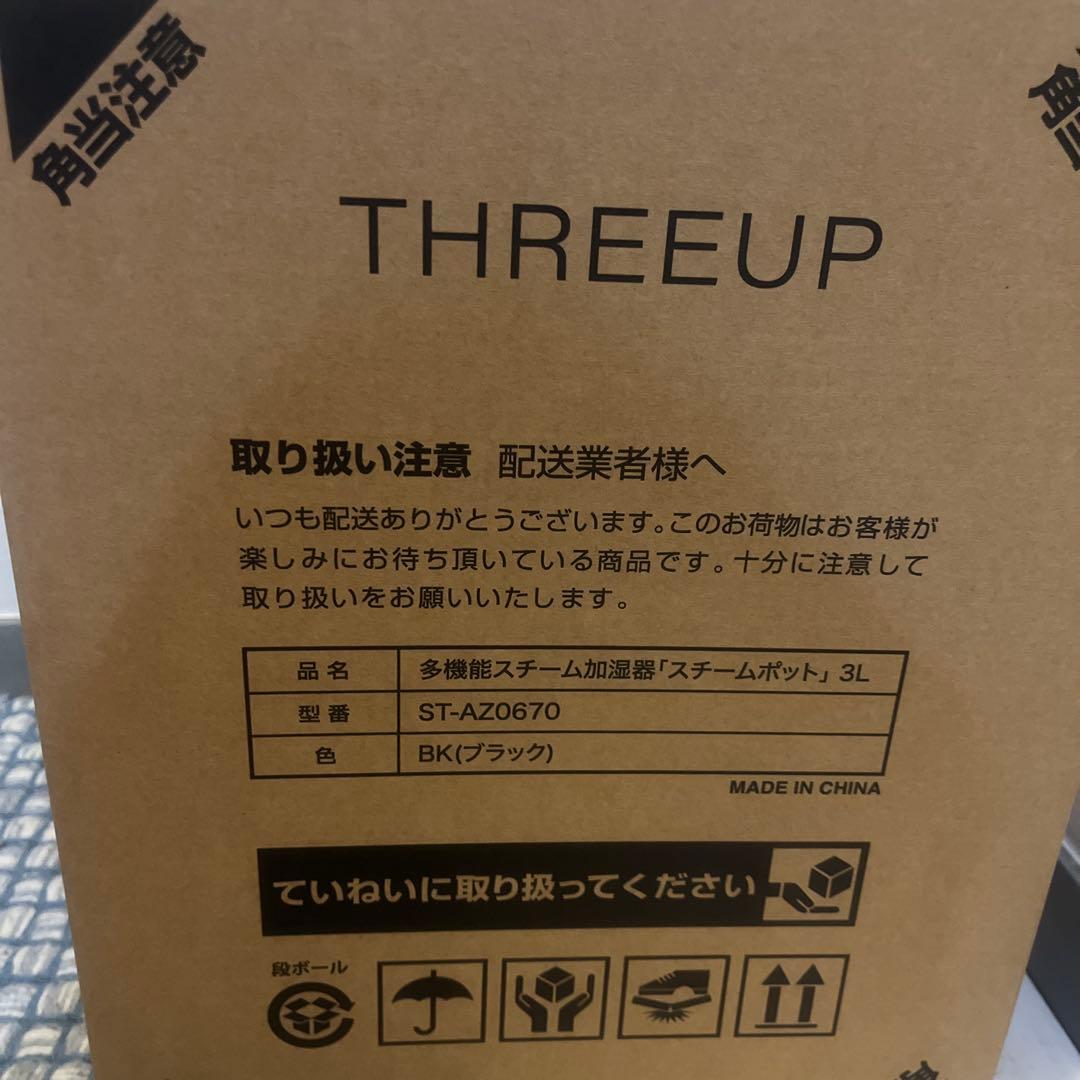 角当注意
角当
THREEUP
取り扱い注意 配送業者様へ
いつも配送ありがとうございます。このお荷物はお客様が
楽しみにお待ち頂いている商品です。十分に注意して
取り扱いをお願いいたします。
品名 多機能スチーム加湿器「スチームポット」 3L
型番 ST-AZ0670
色 BK(ブラック)
MADE IN CHINA
ていねいに取り扱ってください
段ボール